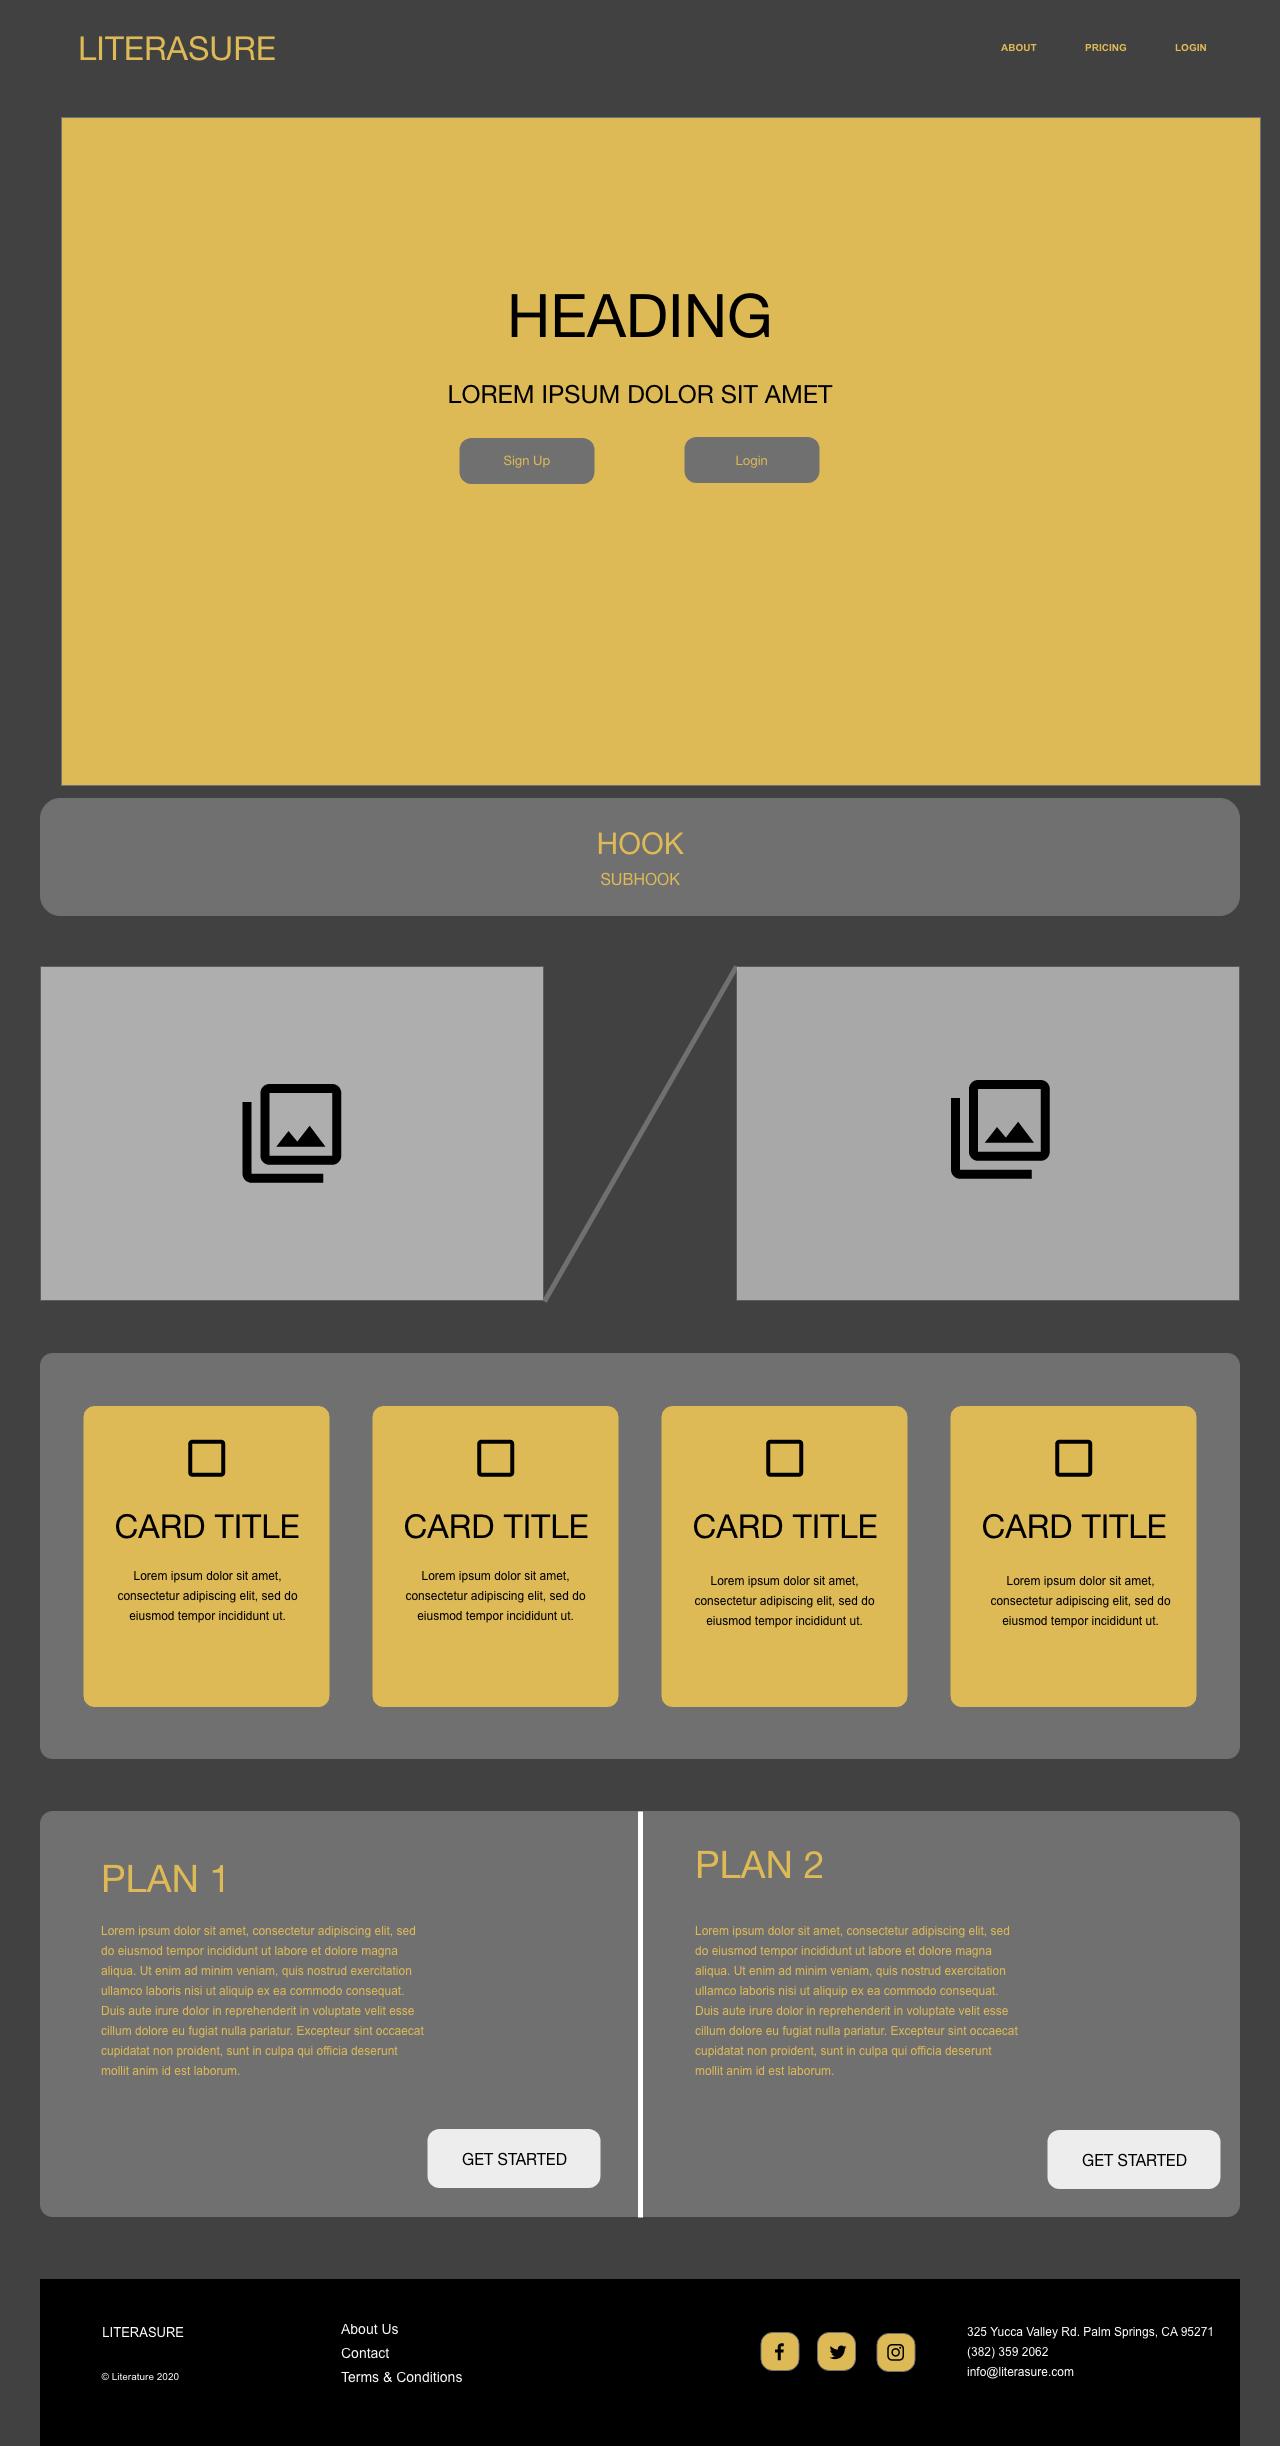 LITERASURE
ABOUT
PRICING
LOGIN
HEADING
LOREM IPSUM DOLOR SIT AMET
Sign Up
Login
HOOK
SUBHOOK
CARD TITLE
Lorem ipsum dolor sit amet,
consectetur adipiscing elit, sed do
eiusmod tempor incididunt ut.
CARD TITLE
Lorem ipsum dolor sit amet,
consectetur adipiscing elit, sed do
eiusmod tempor incididunt ut.
CARD TITLE
Lorem ipsum dolor sit amet,
consectetur adipiscing elit, sed do
eiusmod tempor incididunt ut.
CARD TITLE
Lorem ipsum dolor sit amet,
consectetur adipiscing elit, sed do
eiusmod tempor incididunt ut.
PLAN 1
Lorem ipsum dolor sit amet, consectetur adipiscing elit, sed
do eiusmod tempor incididunt ut labore et dolore magna
aliqua. Ut enim ad minim veniam, quis nostrud exercitation
ullamco laboris nisi ut aliquip ex ea commodo consequat.
Duis aute irure dolor in reprehenderit in voluptate velit esse
cillum dolore eu fugiat nulla pariatur. Excepteur sint occaecat
cupidatat non proident, sunt in culpa qui officia deserunt
mollit anim id est laborum.
GET STARTED
PLAN 2
Lorem ipsum dolor sit amet, consectetur adipiscing elit, sed
do eiusmod tempor incididunt ut labore et dolore magna
aliqua. Ut enim ad minim veniam, quis nostrud exercitation
ullamco laboris nisi ut aliquip ex ea commodo consequat.
Duis aute irure dolor in reprehenderit in voluptate velit esse
cillum dolore eu fugiat nulla pariatur. Excepteur sint occaecat
cupidatat non proident, sunt in culpa qui officia deserunt
mollit anim id est laborum.
GET STARTED
LITERASURE
© Literature 2020
About Us
Contact
Terms & Conditions
325 Yucca Valley Rd. Palm Springs, CA 95271
(382) 359 2062
info@literasure.com